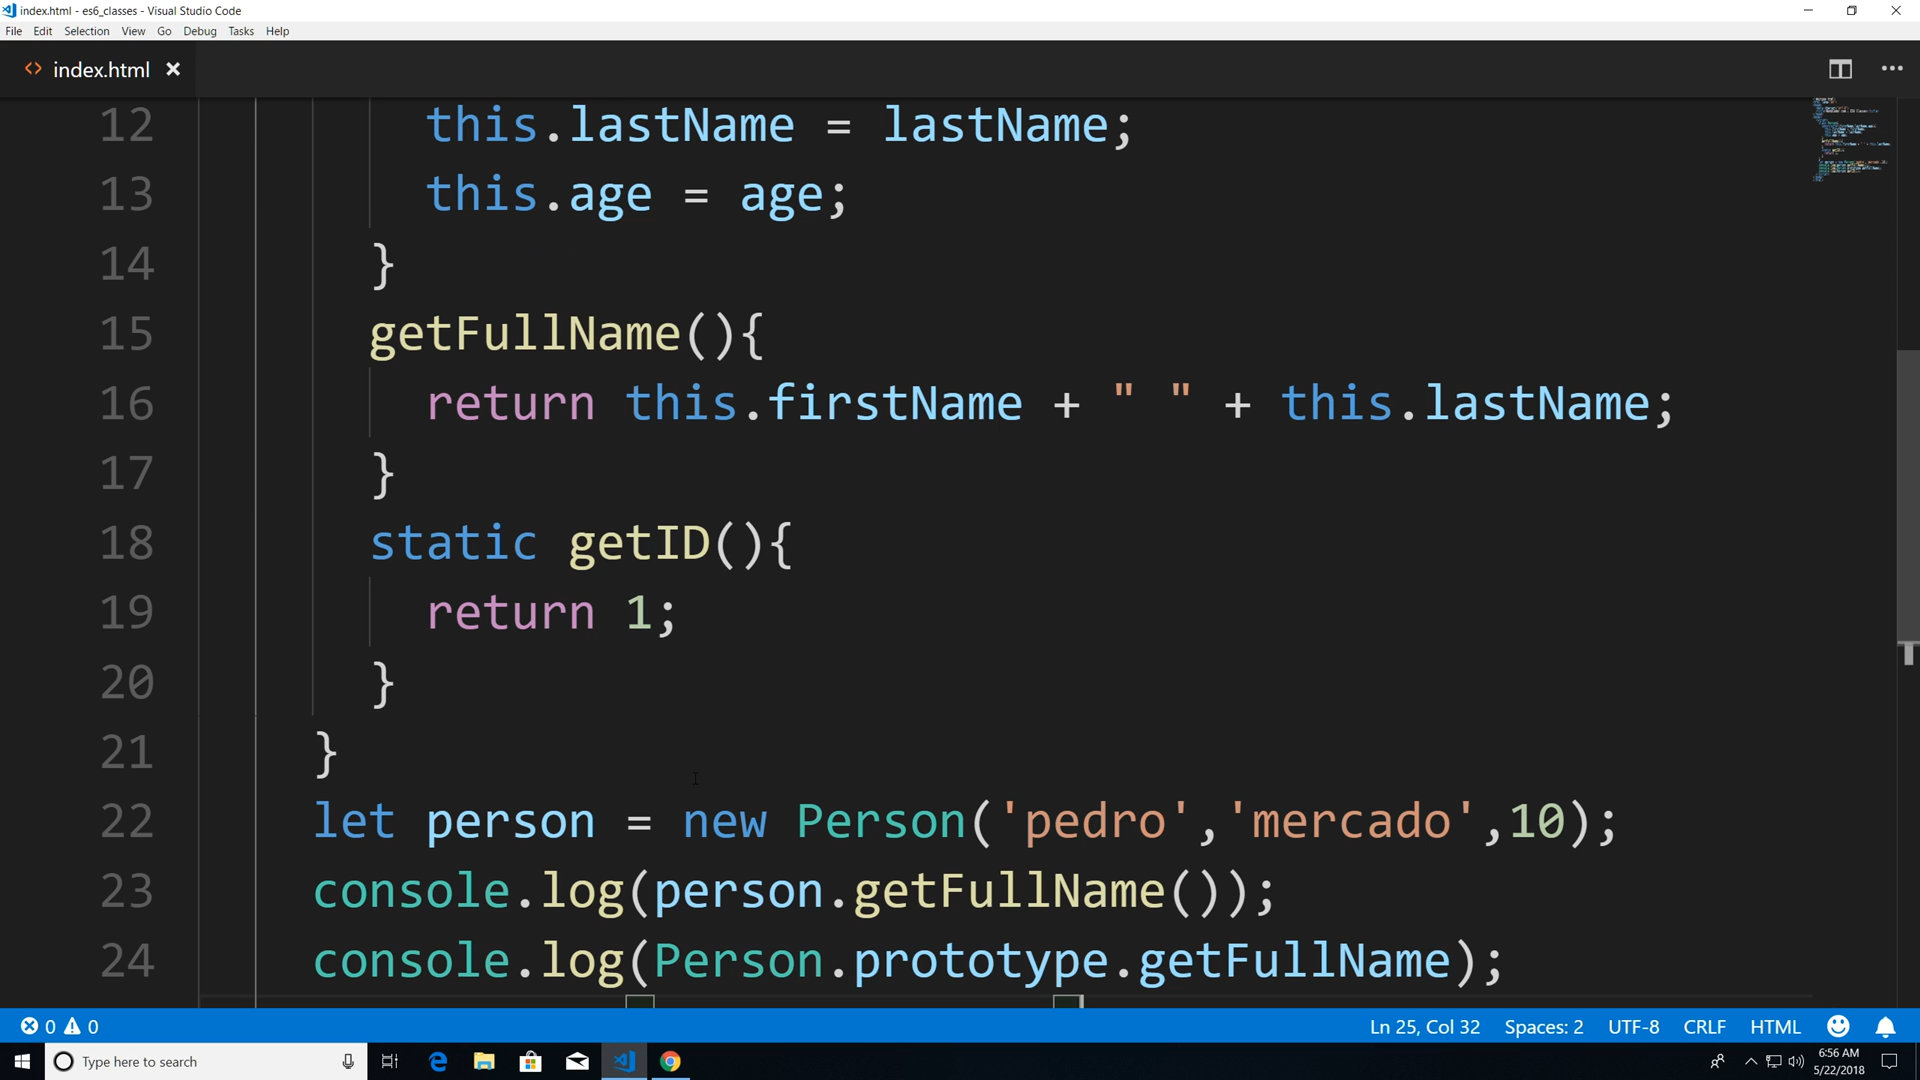 index.html - es6_classes - Visual Studio Code
File Edit Selection View Go Debug Tasks Help
<> index.html ×
12 this.lastName = lastName;
13 this.age = age;
14 }
15 getFullName(){
16 return this.firstName + " " + this.lastName;
17 }
18 static getID(){
19 return 1;
20 }
21 }
22 let person = new Person('pedro','mercado',10);
23 console.log(person.getFullName());
24 console.log(Person.prototype.getFullName);
0 0 Ln 25, Col 32 Spaces: 2 UTF-8 CRLF HTML
Type here to search
6:56 AM
5/22/2018